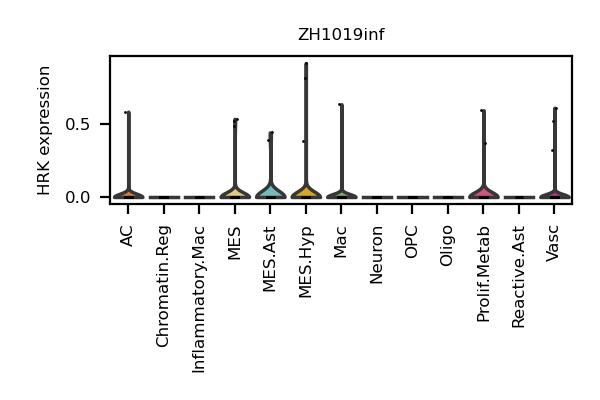 ZH1019inf
HRK expression
0.5
0.0
AC
Chromatin.Reg
Inflammatory.Mac
MES
MES.Ast
MES.Hyp
Mac
Neuron
OPC
Oligo
Prolif.Metab
Reactive.Ast
Vasc